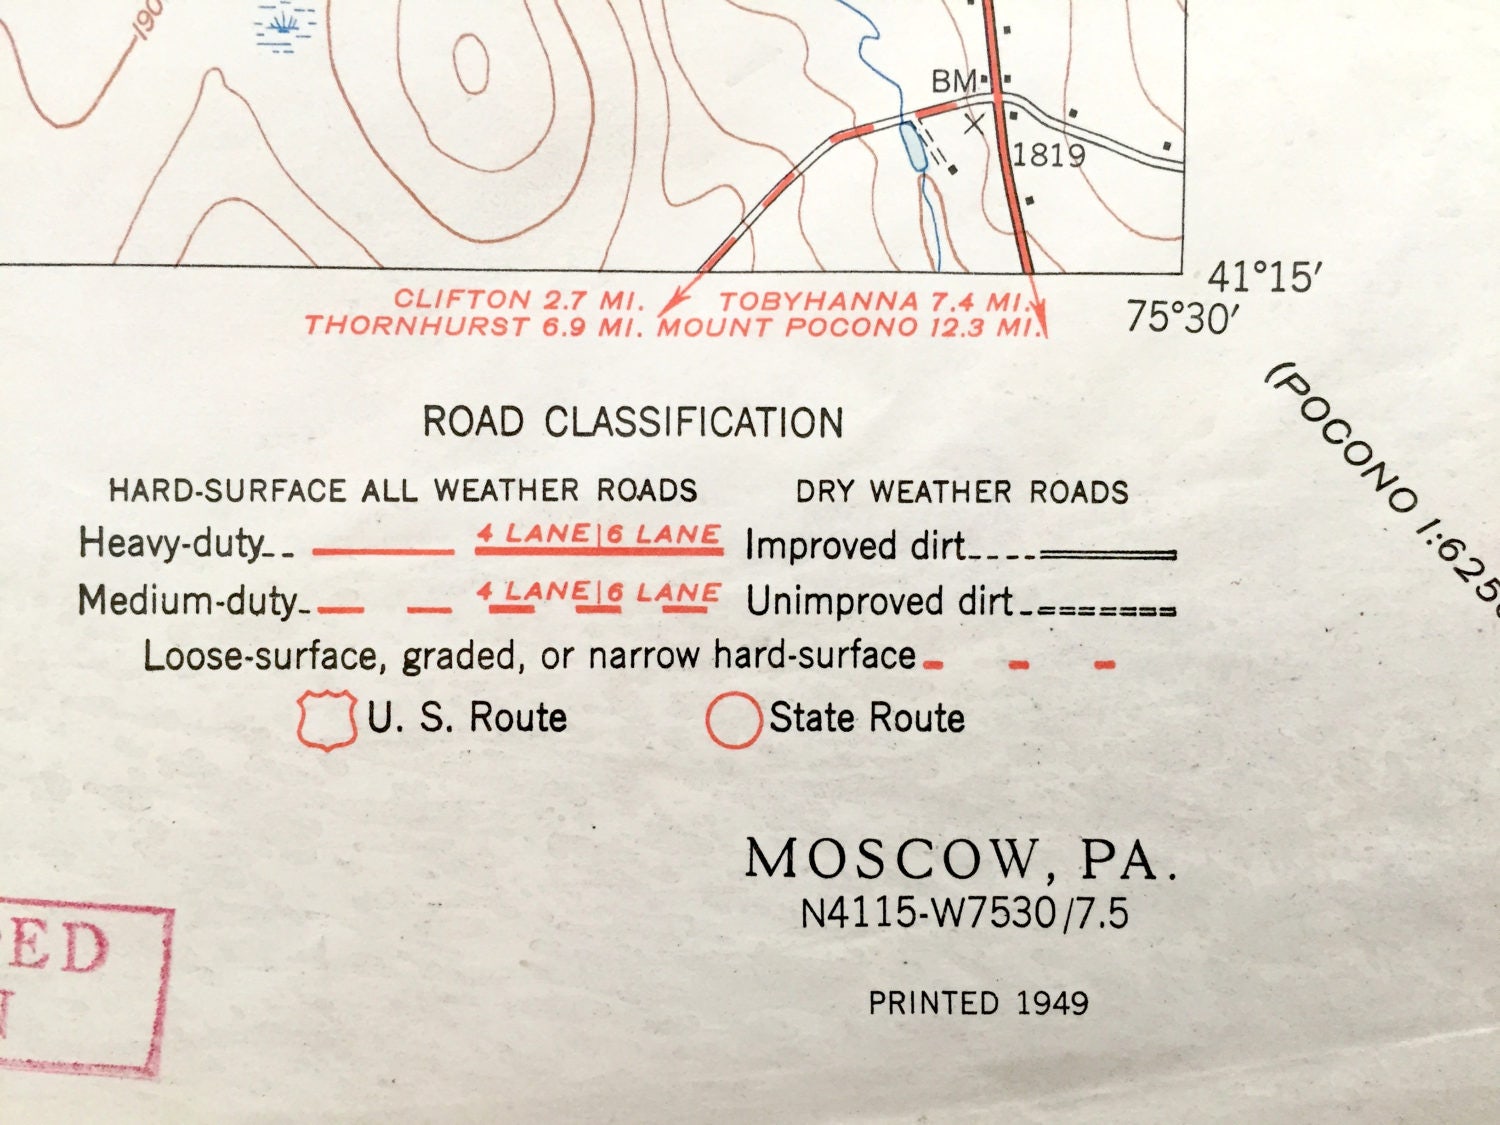 190
BM
1819
41°15′
75°30′
CLIFTON 2.7 MI.
THORNHURST 6.9 MI.
TOBYHANNA 7.4 MI.
MOUNT POCONO 12.3 MI.
(POCONO 1:6250
ROAD CLASSIFICATION
HARD-SURFACE ALL WEATHER ROADS
DRY WEATHER ROADS
Heavy-duty
4 LANE|6 LANE
Improved dirt
Medium-duty
4 LANE|6 LANE
Unimproved dirt
Loose-surface, graded, or narrow hard-surface
U. S. Route
State Route
MOSCOW, PA.
N4115-W7530/7.5
PRINTED 1949
ED